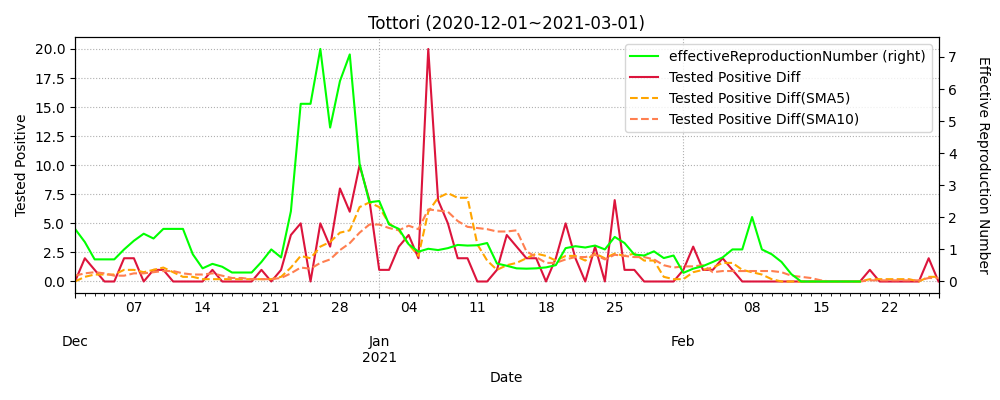 Tottori (2020-12-01~2021-03-01)
effectiveReproductionNumber (right)
Tested Positive Diff
Tested Positive Diff(SMA5)
Tested Positive Diff(SMA10)
Tested Positive
20.0
17.5
15.0
12.5
10.0
7.5
5.0
2.5
0.0
7
6
5
4
3
2
1
0
Effective Reproduction Number
07 14 21 28 04 11 18 25 08 15 22
Dec Jan Feb
2021
Date